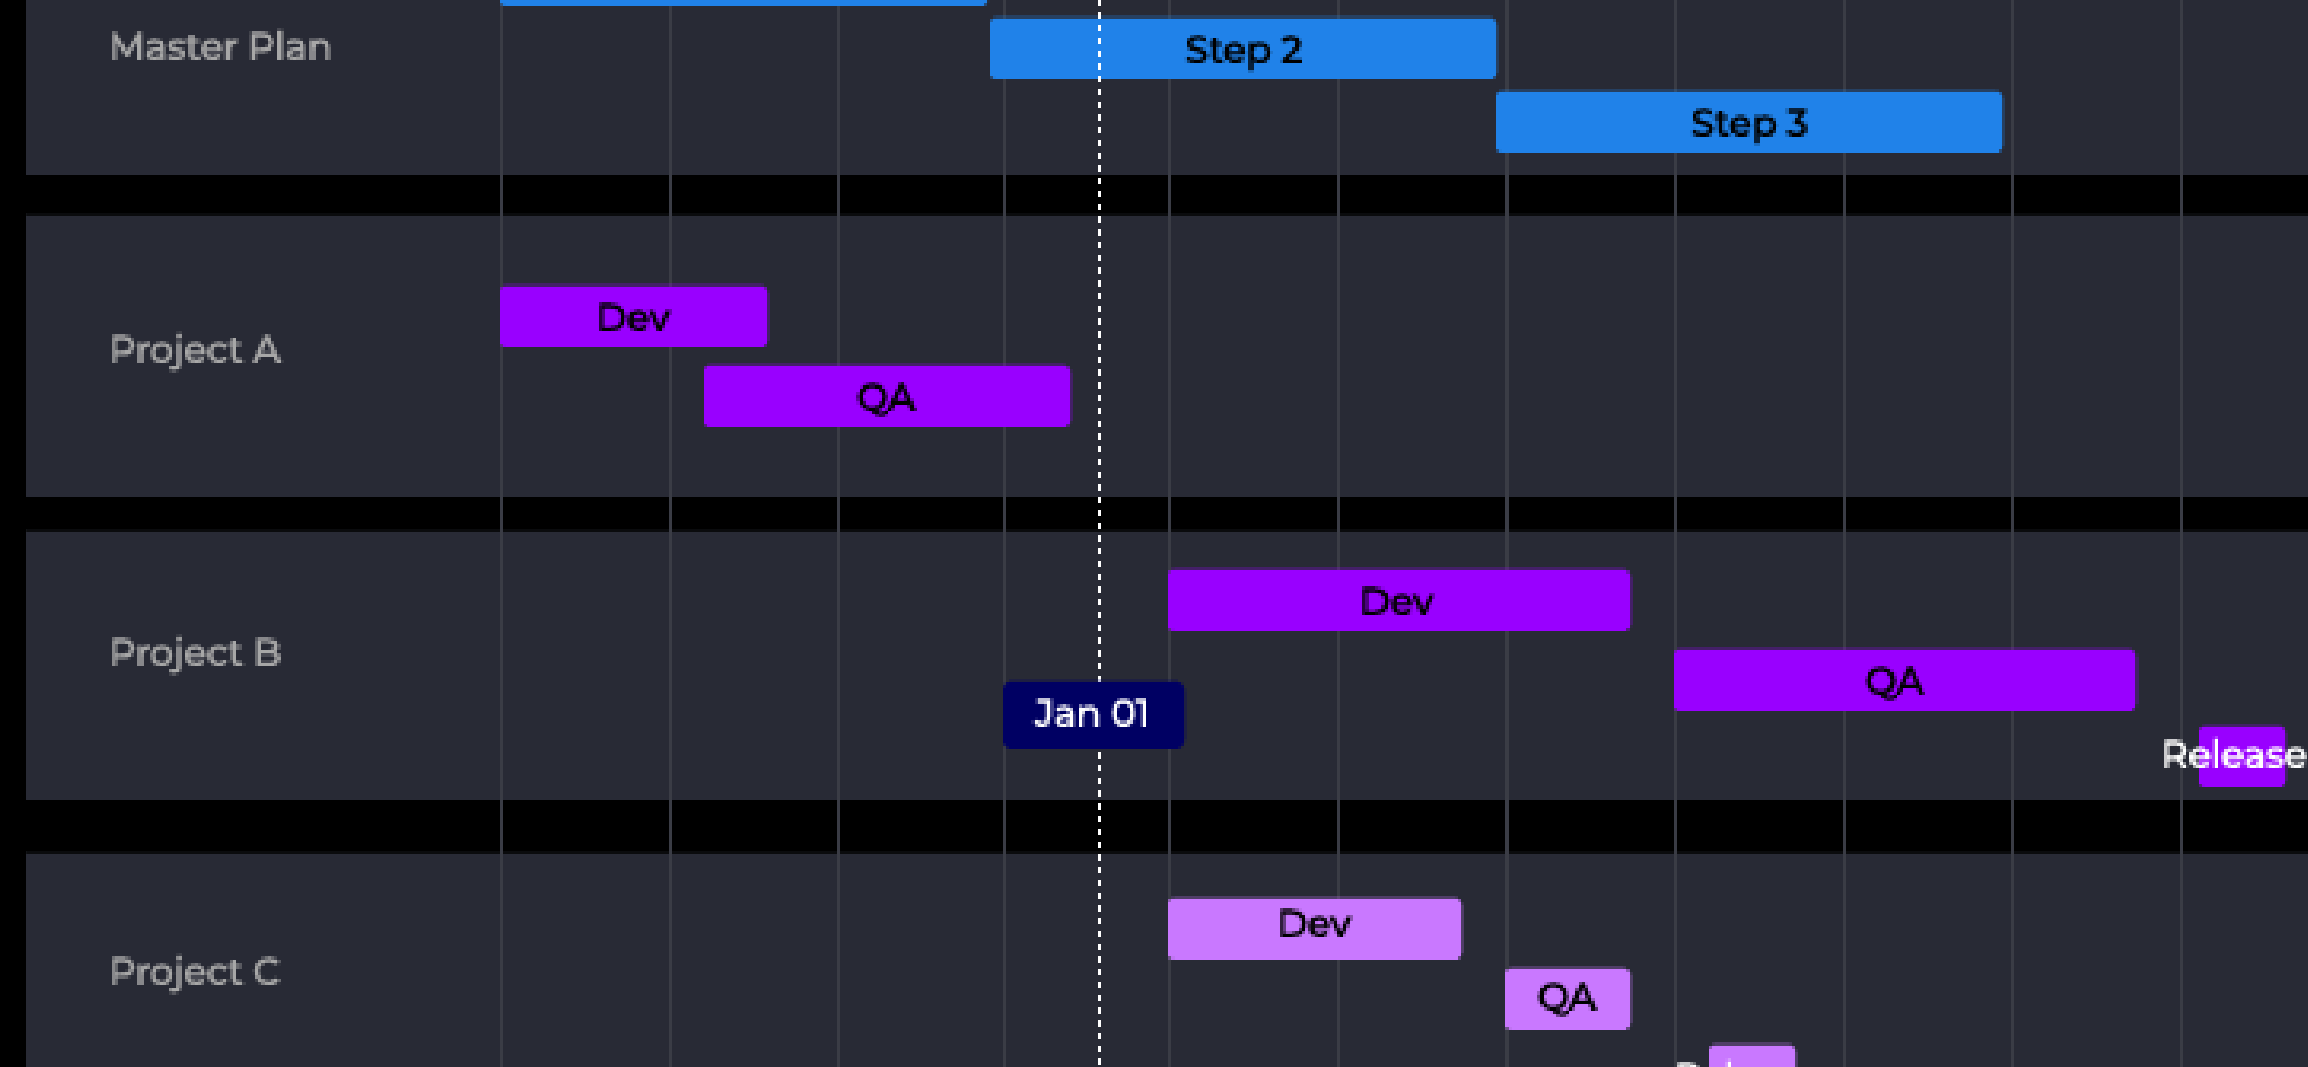 Master Plan
Step 2
Step 3
Project A
Dev
QA
Project B
Dev
QA
Jan 01
Release
Project C
Dev
QA